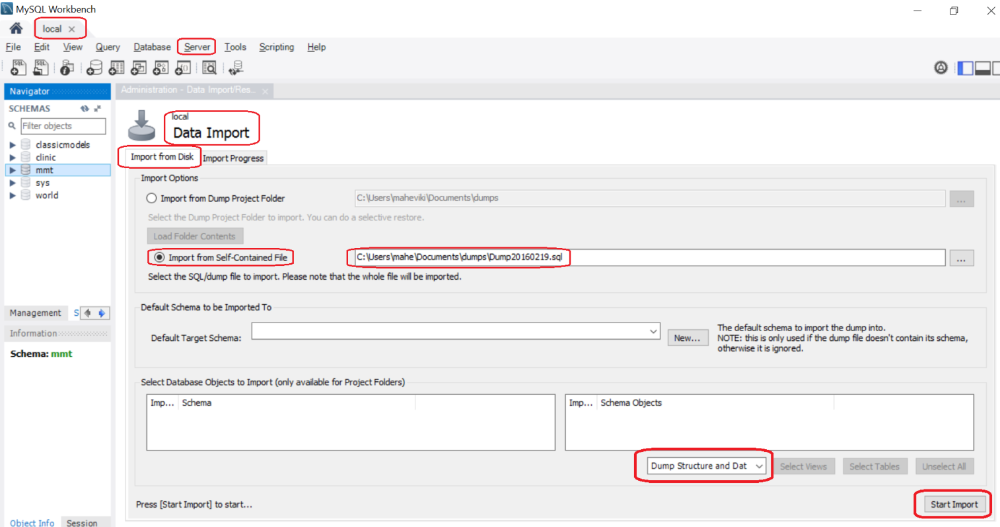 MySQL Workbench
local
File Edit View Query Database Server Tools Scripting Help
Navigator
SCHEMAS
Filter objects
classicmodels
clinic
mmt
sys
world
Management S
Information
Schema: mmt
Object Info Session
Administration - Data Import/Res...
local
Data Import
Import from Disk Import Progress
Import Options
Import from Dump Project Folder C:\Users\maheviki\Documents\dumps ...
Select the Dump Project Folder to import. You can do a selective restore.
Load Folder Contents
Import from Self-Contained File C:\Users\mahe\Documents\dumps\Dump20160219.sql ...
Select the SQL/dump file to import. Please note that the whole file will be imported.
Default Schema to be Imported To
Default Target Schema: New...
The default schema to import the dump into.
NOTE: this is only used if the dump file doesn't contain its schema,
otherwise it is ignored.
Select Database Objects to Import (only available for Project Folders)
Imp... Schema
Imp... Schema Objects
Dump Structure and Dat Select Views Select Tables Unselect All
Press [Start Import] to start...
Start Import